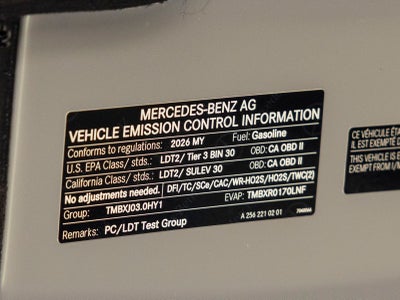 MERCEDES-BENZ AG
VEHICLE EMISSION CONTROL INFORMATION
Conforms to regulations: 2026 MY Fuel: Gasoline
U.S. EPA Class/ stds.: LDT2/ Tier 3 BIN 30 OBD: CA OBD II
California Class/ stds.: LDT2/ SULEV 30 OBD: CA OBD II
No adjustments needed. DFI/TC/SCe/CAC/WR-HO2S/HO2S/TWC(2)
Group: TMBXJ03.0HY1 EVAP: TMBXR0170LNF
Remarks: PC/LDT Test Group A 256 221 02 01
CE VÉHICULE ÉTA
IL EST EXEMPTÉ D
THIS VEHICLE IS E
EXEMPT FROM I/M